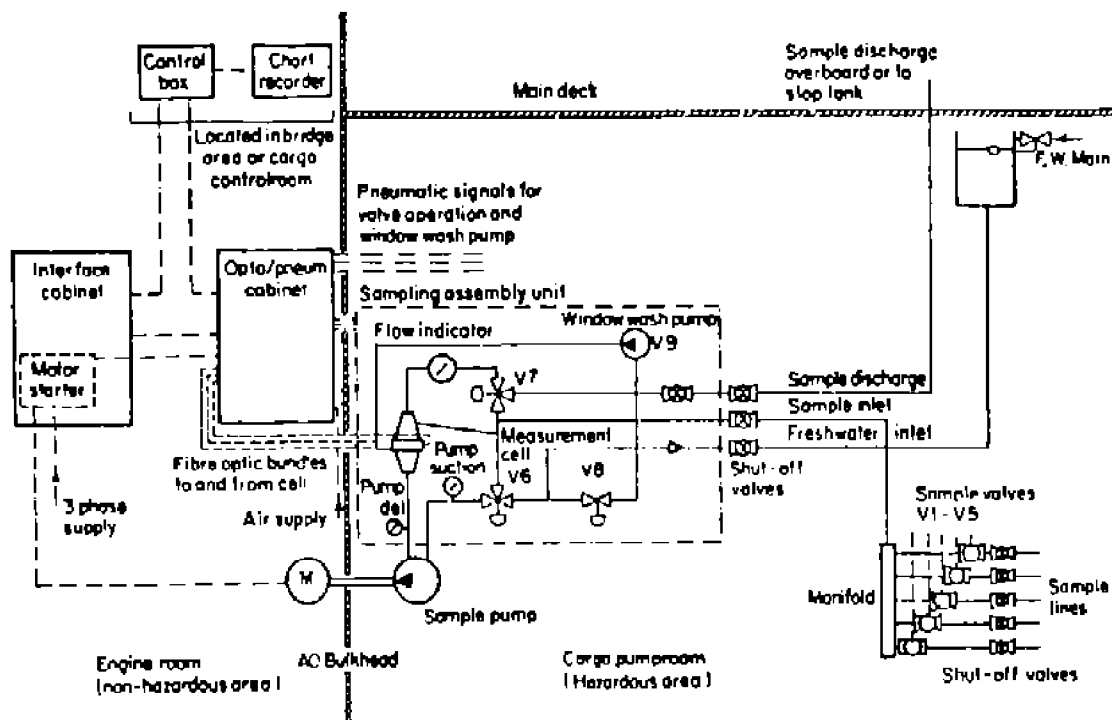 Control
box
Chart
recorder
Located in bridge
area or cargo
controlroom
Main deck
Sample discharge
overboard or to
slop tank
F.W. Main
Pneumatic signals for
valve operation and
window wash pump
Interface
cabinet
Opto/pneum
cabinet
Motor
starter
Sampling assembly unit
Flow indicator
Window wash pump
V9
V7
Sample discharge
Sample inlet
Freshwater inlet
Measurement
cell
V6
V8
Pump
suction
Pump
del
Shut-off
valves
Fibre optic bundles
to and from cell
Air supply
3 phase
supply
Sample valves
V1 - V5
M
Sample pump
Manifold
Sample
lines
Shut-off valves
Engine room
(non-hazardous area)
AO Bulkhead
Cargo pumproom
(Hazardous area)